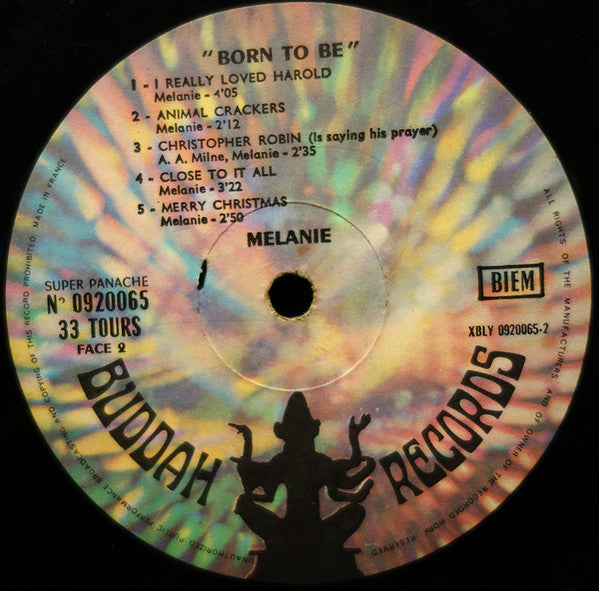 "BORN TO BE"
1 - I REALLY LOVED HAROLD
Melanie - 4'05
2 - ANIMAL CRACKERS
Melanie - 2'12
3 - CHRISTOPHER ROBIN (Is saying his prayer)
A. A. Milne, Melanie - 2'35
4 - CLOSE TO IT ALL
Melanie - 3'22
5 - MERRY CHRISTMAS
Melanie - 2'50
MELANIE
SUPER PANACHE
N° 0920065
33 TOURS
FACE 2
BIEM
XBLY 0920065-2
BUDDAH RECORDS
ALL RIGHTS OF THE MANUFACTURERS AND OF OWNER OF THE RECORDED WORK RESERVED
UNAUTHORIZED PUBLIC PERFORMANCE BROADCASTING AND COPYING OF THIS RECORD PROHIBITED. MADE IN FRANCE